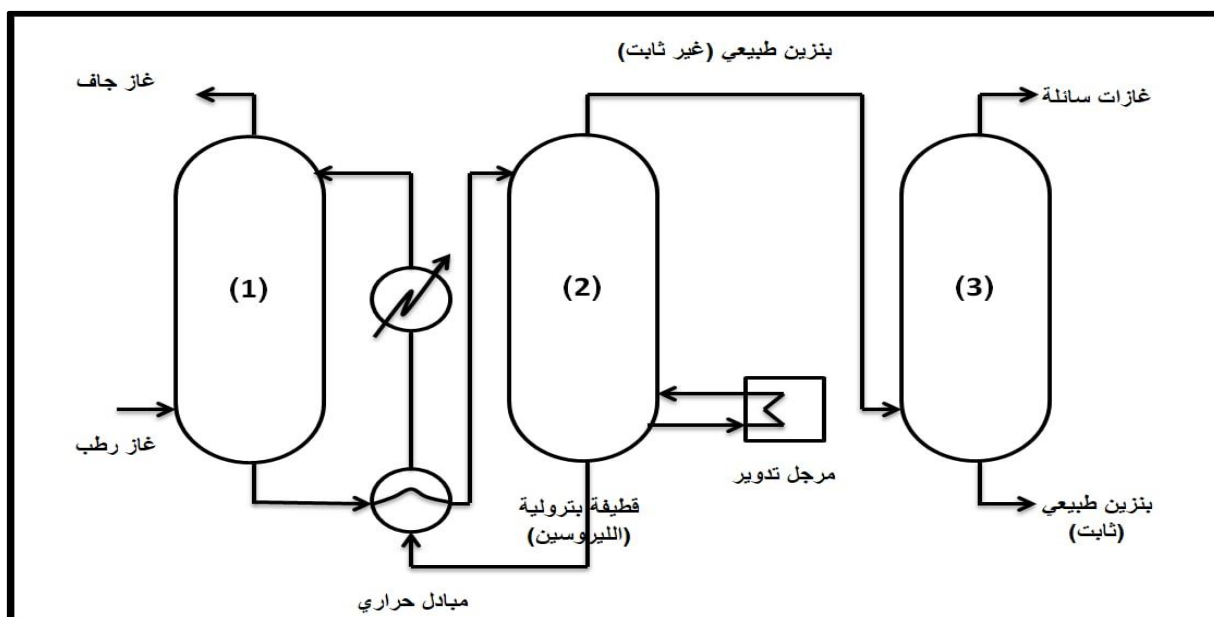 بنزين طبيعي (غير ثابت)
غاز جاف
غازات سائلة
(1)
(2)
(3)
غاز رطب
مرجل تدوير
قطيفة بترولية
(الليروسين)
بنزين طبيعي
(ثابت)
مبادل حراري